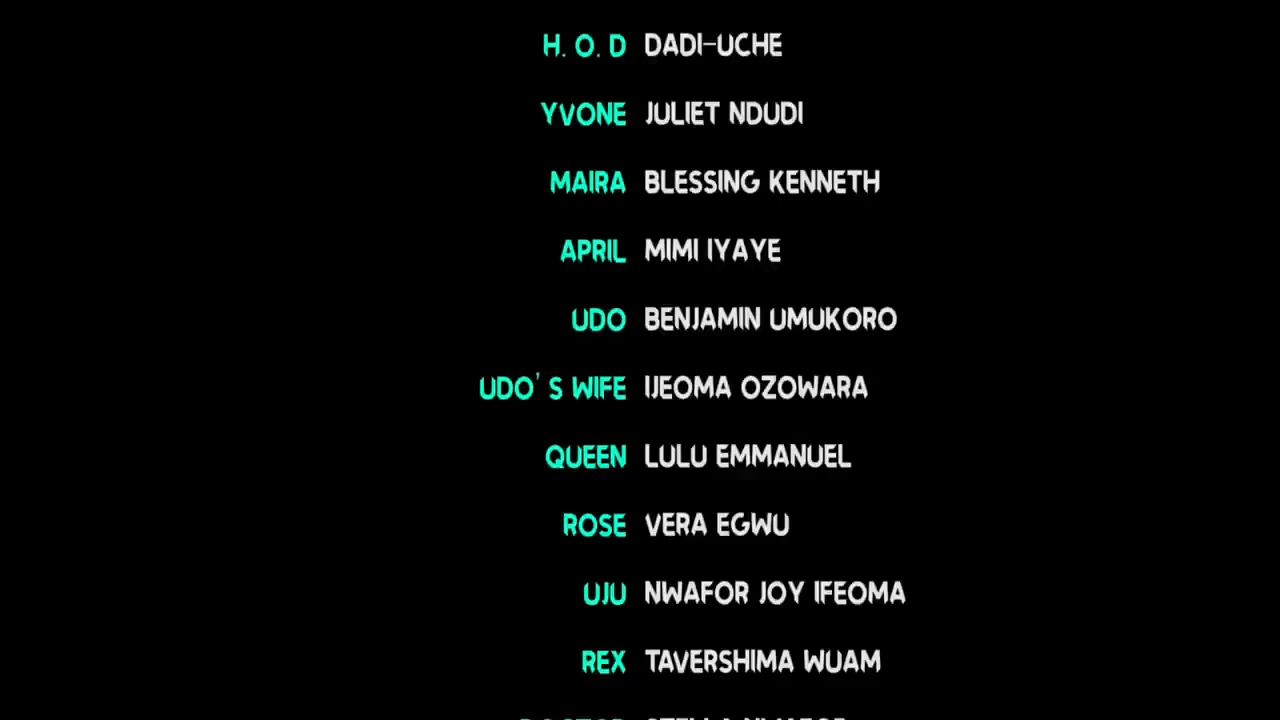 H. O. D DADI-UCHE
YVONE JULIET NDUDI
MAIRA BLESSING KENNETH
APRIL MIMI IYAYE
UDO BENJAMIN UMUKORO
UDO' S WIFE IJEOMA OZOWARA
QUEEN LULU EMMANUEL
ROSE VERA EGWU
UJU NWAFOR JOY IFEOMA
REX TAVERSHIMA WUAM